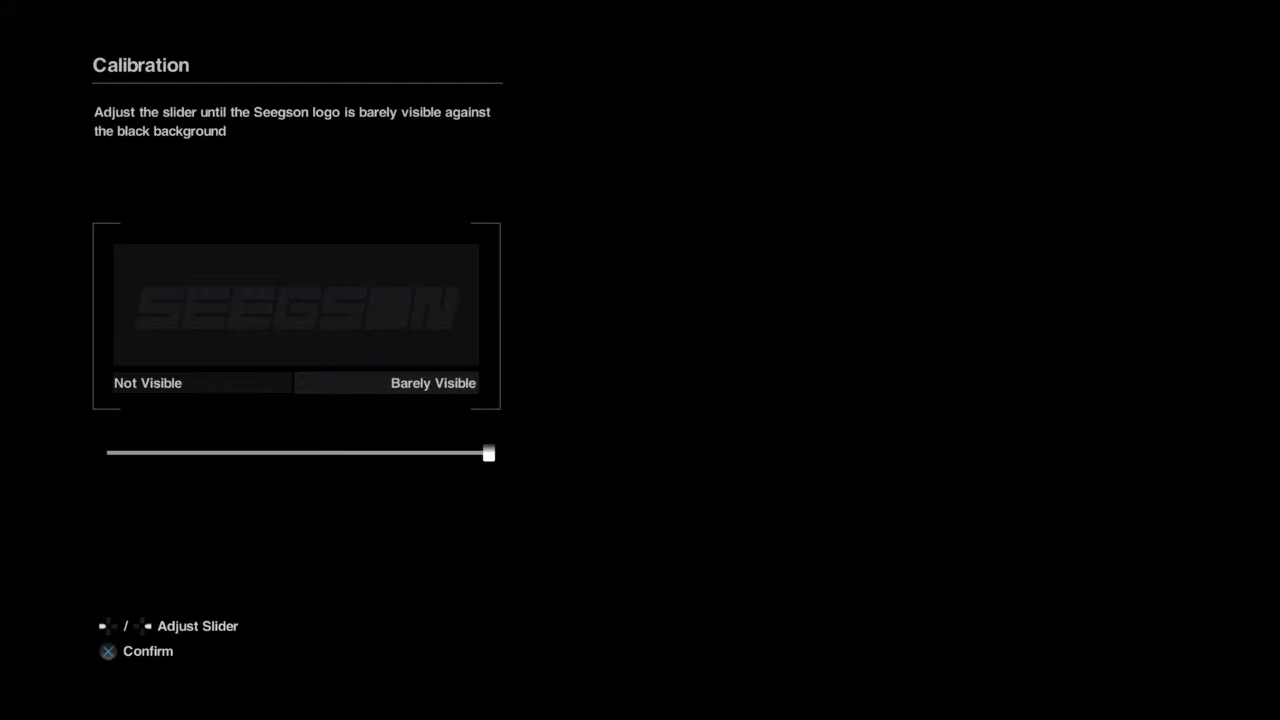 Calibration
Adjust the slider until the Seegson logo is barely visible against
the black background
SEEGSON
Not Visible
Barely Visible
/ Adjust Slider
Confirm